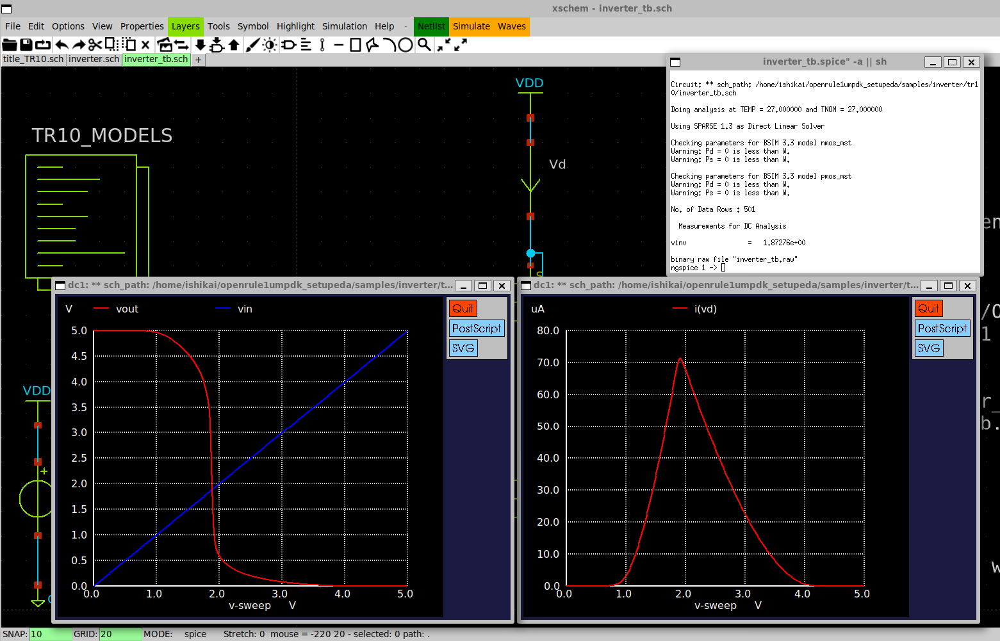 xschem - inverter_tb.sch
File Edit Options View Properties Layers Tools Symbol Highlight Simulation Help - Netlist Simulate Waves
title_TR10.sch inverter.sch inverter_tb.sch +
inverter_tb.spice" -a || sh
Circuit: ** sch_path: /home/ishikai/openrule1umpdk_setupeda/samples/inverter/tr1
0/inverter_tb.sch
Doing analysis at TEMP = 27.000000 and TNOM = 27.000000
Using SPARSE 1.3 as Direct Linear Solver
Checking parameters for BSIM 3.3 model nmos_mst
Warning: Pd = 0 is less than W.
Warning: Ps = 0 is less than W.
Checking parameters for BSIM 3.3 model pmos_mst
Warning: Pd = 0 is less than W.
Warning: Ps = 0 is less than W.
No. of Data Rows : 501
Measurements for DC Analysis
vinv = 1.87276e+00
binary raw file "inverter_tb.raw"
ngspice 1 ->
VDD
TR10_MODELS
Vd
VDD
+
dc1: ** sch_path: /home/ishikai/openrule1umpdk_setupeda/samples/inverter/t...
V vout vin
Quit
PostScript
SVG
5.0
4.5
4.0
3.5
3.0
2.5
2.0
1.5
1.0
0.5
0.0
0.0 1.0 2.0 3.0 4.0 5.0
v-sweep V
dc1: ** sch_path: /home/ishikai/openrule1umpdk_setupeda/samples/inverter/t...
uA i(vd)
Quit
PostScript
SVG
80.0
70.0
60.0
50.0
40.0
30.0
20.0
10.0
0.0
0.0 1.0 2.0 3.0 4.0 5.0
v-sweep V
SNAP: 10 GRID: 20 MODE: spice Stretch: 0 mouse = -220 20 - selected: 0 path: .